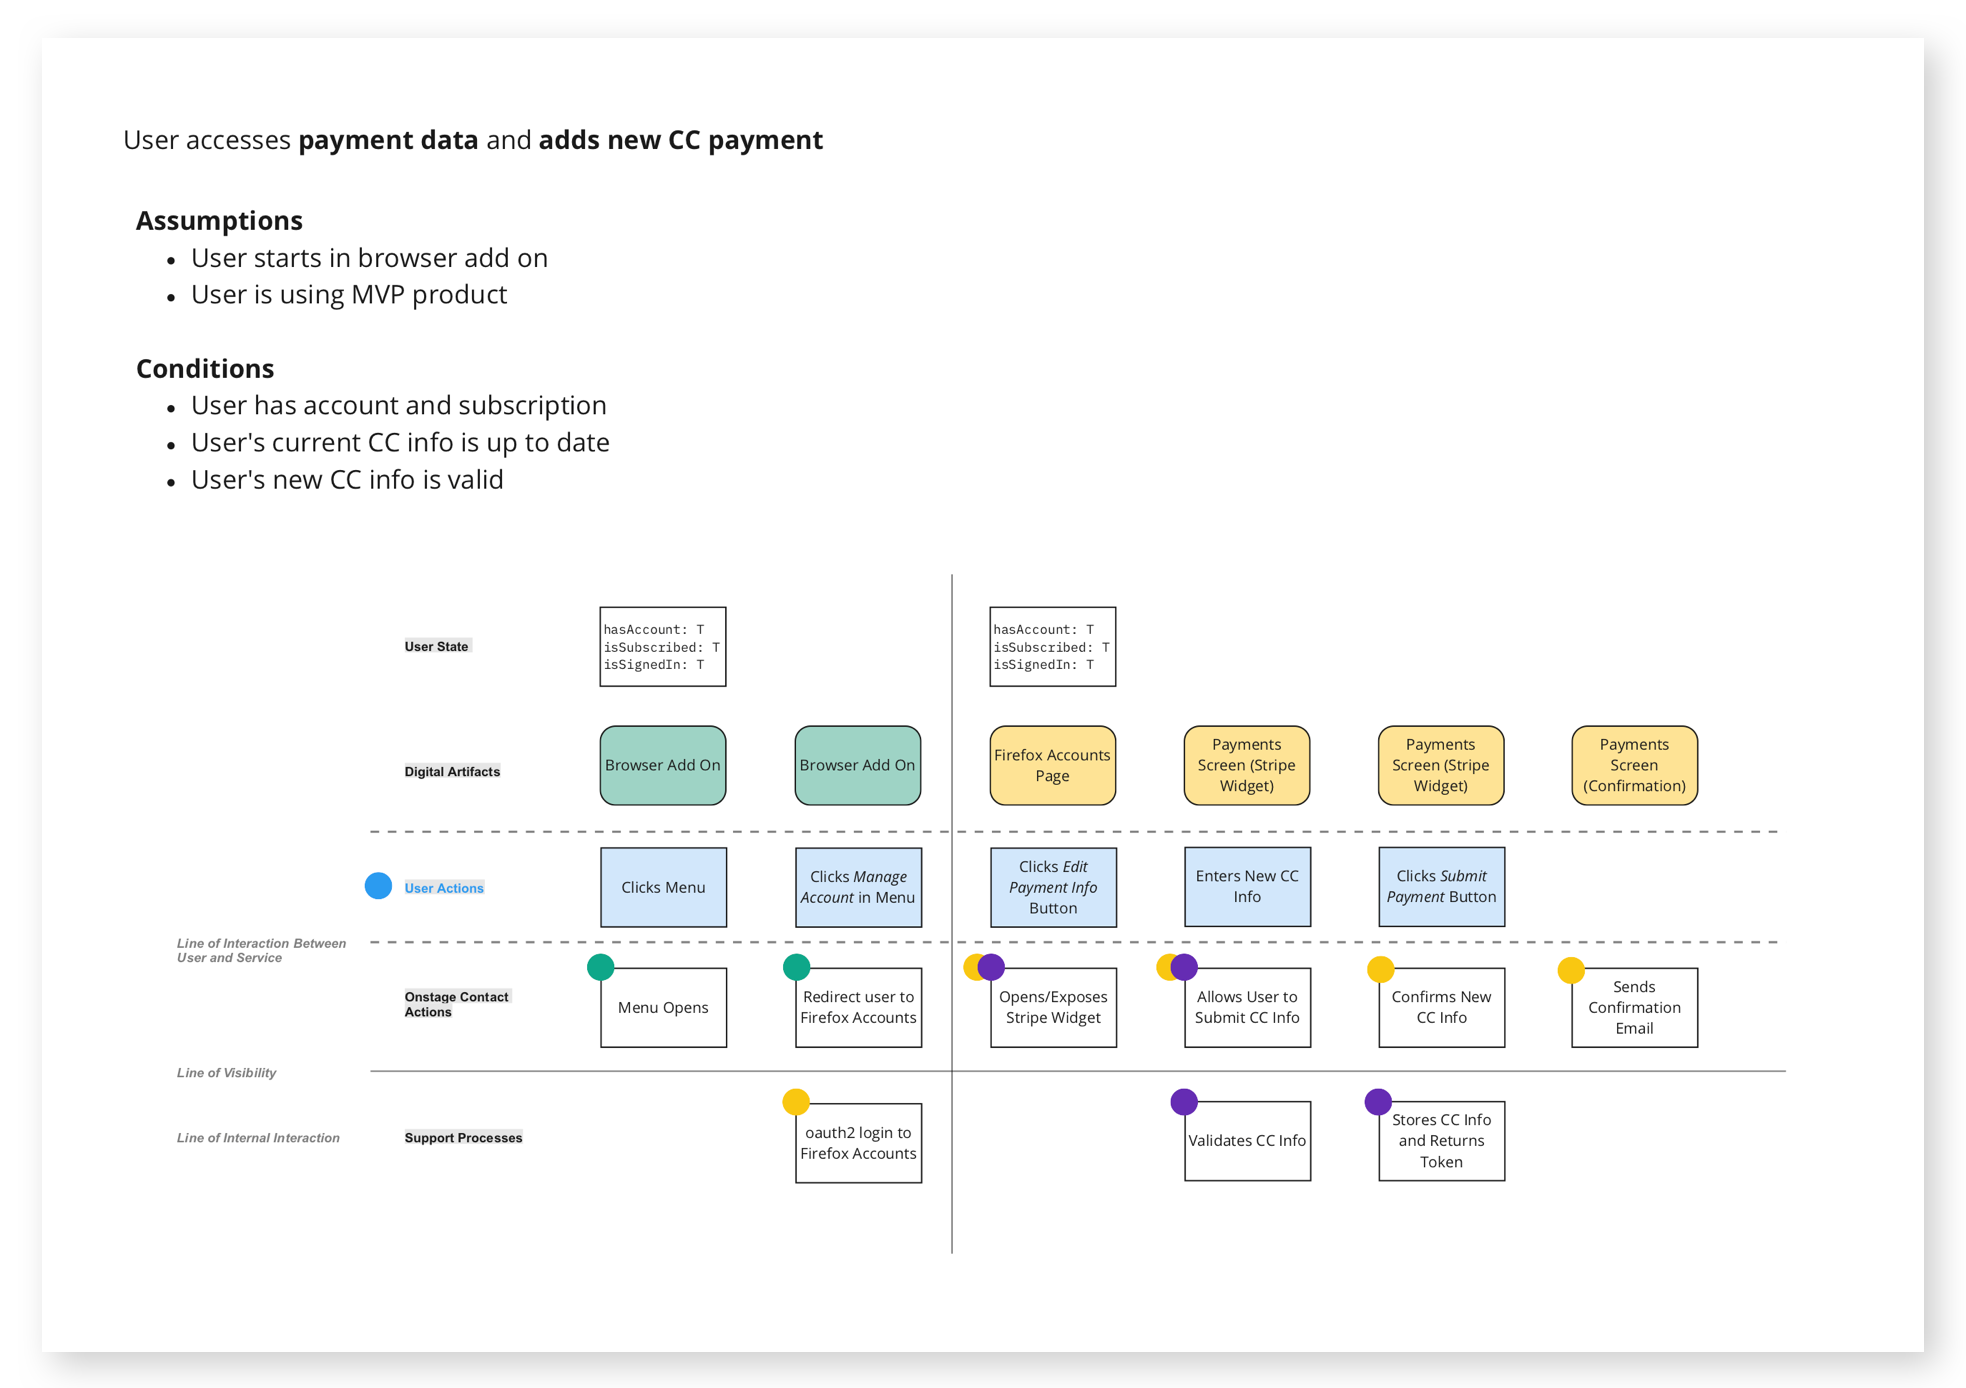 User accesses payment data and adds new CC payment
Assumptions
• User starts in browser add on
• User is using MVP product
Conditions
• User has account and subscription
• User's current CC info is up to date
• User's new CC info is valid
User State
hasAccount: T
isSubscribed: T
isSignedIn: T
hasAccount: T
isSubscribed: T
isSignedIn: T
Digital Artifacts
Browser Add On
Browser Add On
Firefox Accounts
Page
Payments
Screen (Stripe
Widget)
Payments
Screen (Stripe
Widget)
Payments
Screen
(Confirmation)
User Actions
Clicks Menu
Clicks Manage
Account in Menu
Clicks Edit
Payment Info
Button
Enters New CC
Info
Clicks Submit
Payment Button
Line of Interaction Between
User and Service
Onstage Contact
Actions
Menu Opens
Redirect user to
Firefox Accounts
Opens/Exposes
Stripe Widget
Allows User to
Submit CC Info
Confirms New
CC Info
Sends
Confirmation
Email
Line of Visibility
Line of Internal Interaction
Support Processes
oauth2 login to
Firefox Accounts
Validates CC Info
Stores CC Info
and Returns
Token